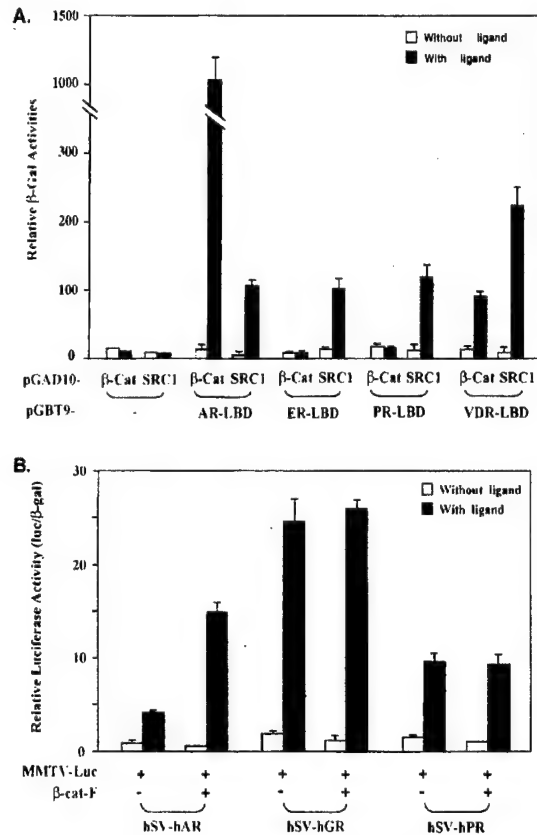 A.
Without ligand
With ligand
Relative β-Gal Activities
1500
1000
300
200
100
0
pGAD10- β-Cat SRC1 β-Cat SRC1 β-Cat SRC1 β-Cat SRC1 β-Cat SRC1
pGBT9- - AR-LBD ER-LBD PR-LBD VDR-LBD
B.
Without ligand
With ligand
Relative Luciferase Activity (luc/β-gal)
30
20
10
0
MMTV-Luc + + + + + +
β-cat-F - + - + - +
hSV-hAR hSV-hGR hSV-hPR